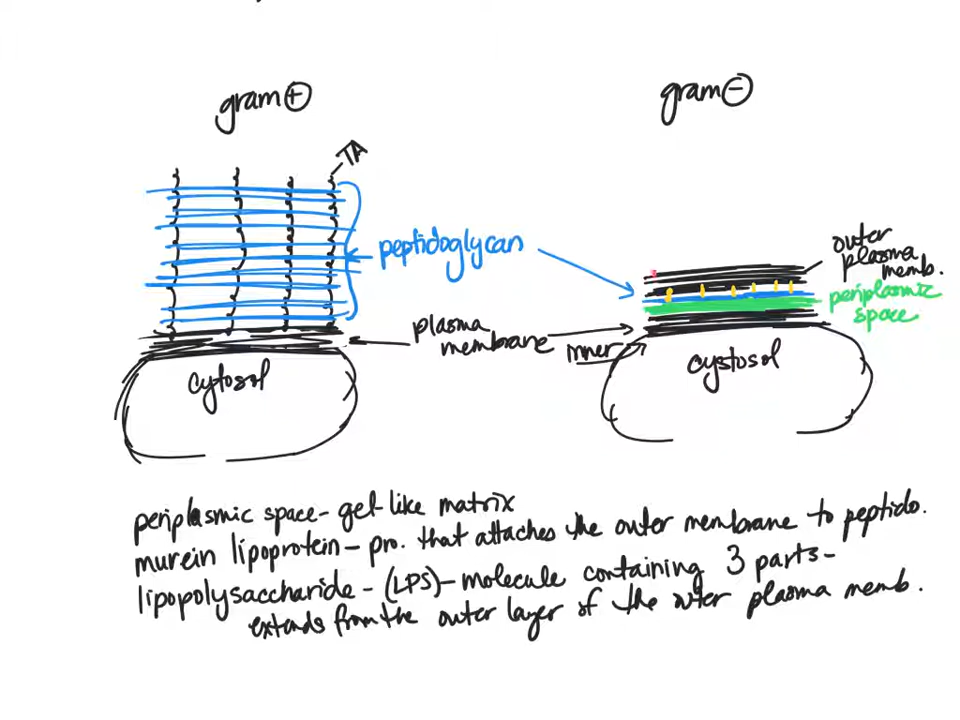 gram +
gram −
TA
peptidoglycan
outer
plasma
memb.
periplasmic
space
plasma
membrane
inner
cytosol
cystosol
periplasmic space - gel-like matrix
murein lipoprotein - pro. that attaches the outer membrane to peptido.
lipopolysaccharide - (LPS) - molecule containing 3 parts -
extends from the outer layer of the outer plasma memb.